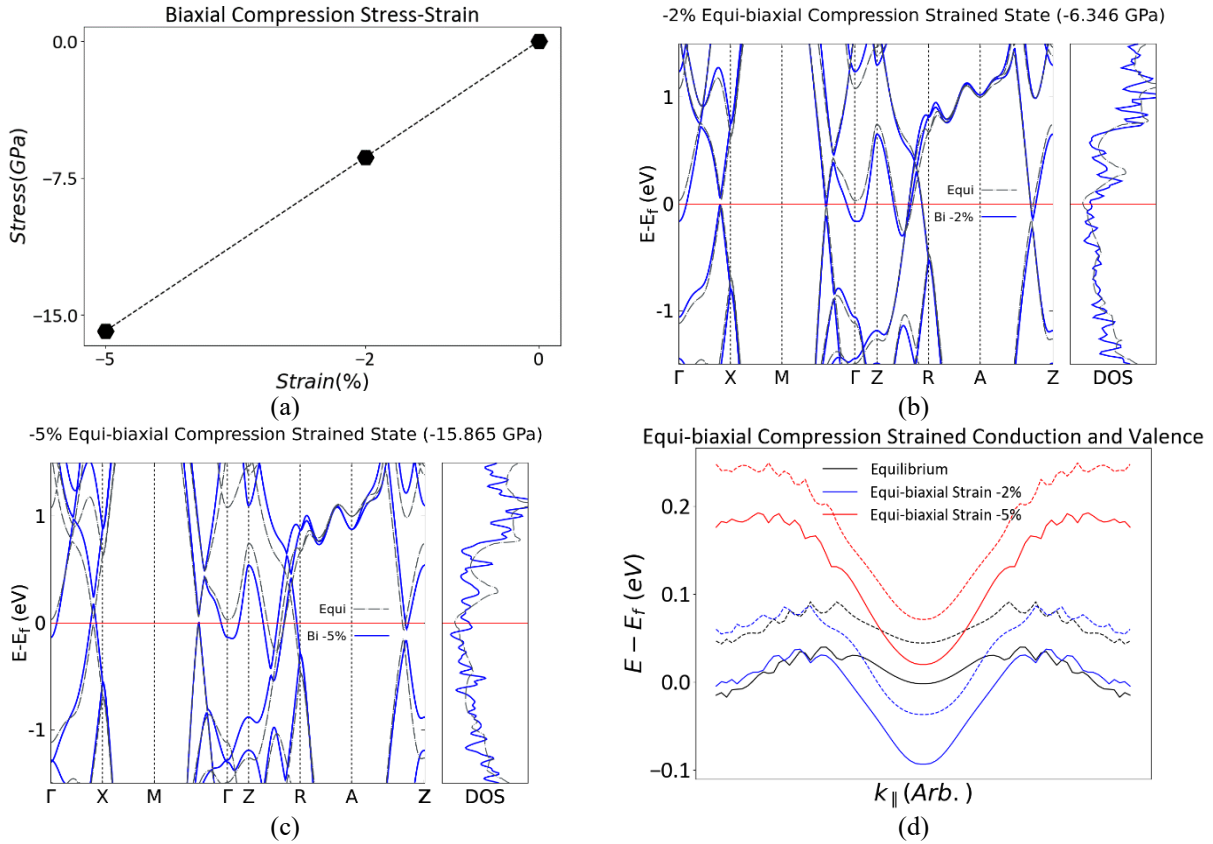 Biaxial Compression Stress-Strain
0.0
−7.5
−15.0
Stress(GPa)
−5
−2
0
Strain(%)
(a)
-2% Equi-biaxial Compression Strained State (-6.346 GPa)
1
0
-1
E-Ef (eV)
Equi
Bi -2%
Γ X M Γ Z R A Z DOS
(b)
-5% Equi-biaxial Compression Strained State (-15.865 GPa)
1
0
-1
E-Ef (eV)
Equi
Bi -5%
Γ X M Γ Z R A Z DOS
(c)
Equi-biaxial Compression Strained Conduction and Valence
Equilibrium
Equi-biaxial Strain -2%
Equi-biaxial Strain -5%
0.2
0.1
0.0
−0.1
E − Ef (eV)
k∥(Arb.)
(d)